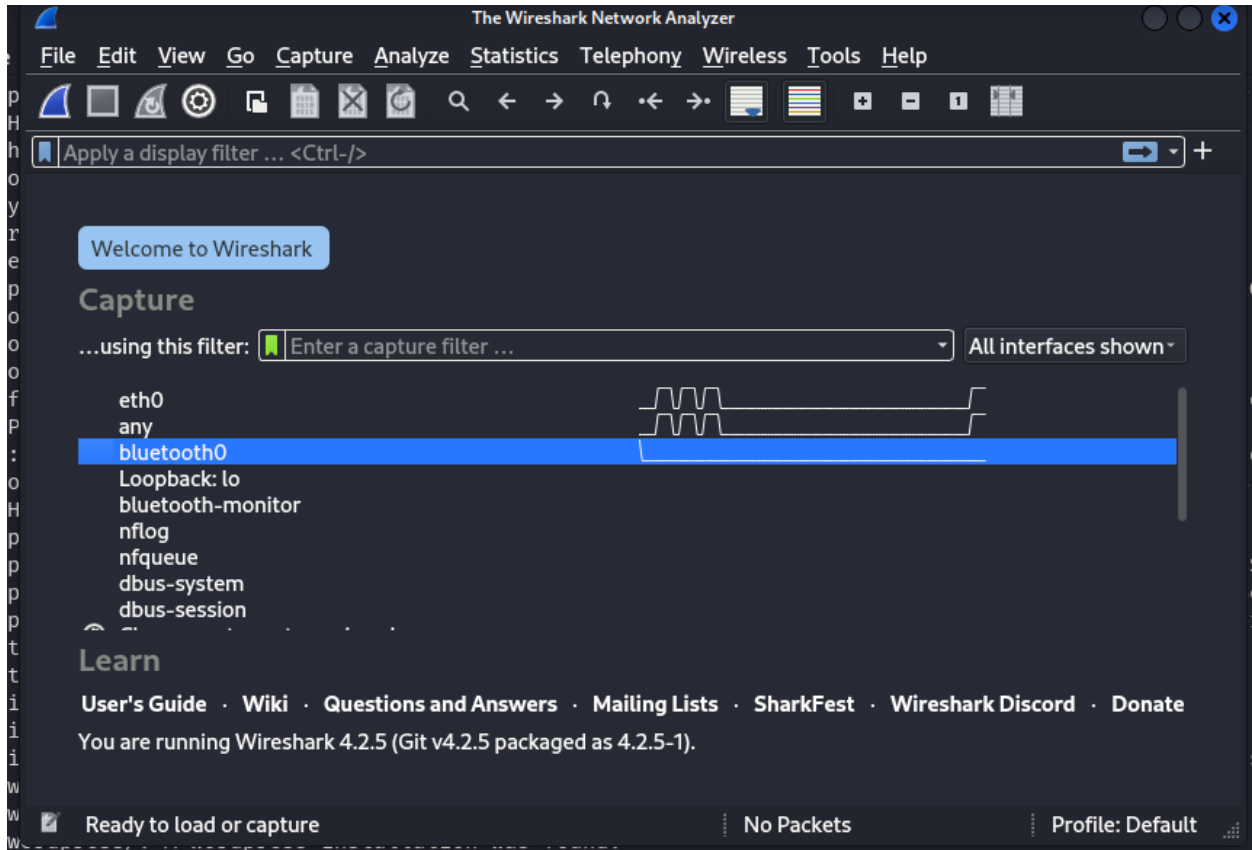 The Wireshark Network Analyzer
File Edit View Go Capture Analyze Statistics Telephony Wireless Tools Help
Apply a display filter … <Ctrl-/>
Welcome to Wireshark
Capture
…using this filter: Enter a capture filter … All interfaces shown
eth0
any
bluetooth0
Loopback: lo
bluetooth-monitor
nflog
nfqueue
dbus-system
dbus-session
Learn
User's Guide · Wiki · Questions and Answers · Mailing Lists · SharkFest · Wireshark Discord · Donate
You are running Wireshark 4.2.5 (Git v4.2.5 packaged as 4.2.5-1).
Ready to load or capture No Packets Profile: Default